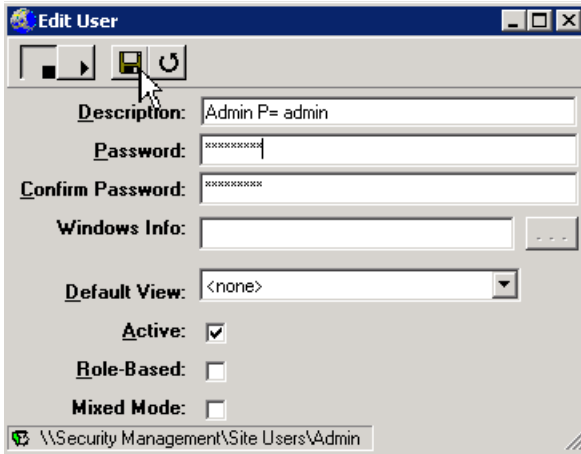 Edit User
Description: Admin P= admin
Password: *********
Confirm Password: *********
Windows Info: ...
Default View: <none>
Active:
Role-Based:
Mixed Mode:
\\Security Management\Site Users\Admin